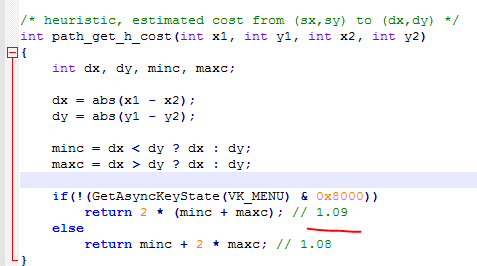 /* heuristic, estimated cost from (sx,sy) to (dx,dy) */
int path_get_h_cost(int x1, int y1, int x2, int y2)
{
    int dx, dy, minc, maxc;
    dx = abs(x1 - x2);
    dy = abs(y1 - y2);
    minc = dx < dy ? dx : dy;
    maxc = dx > dy ? dx : dy;
    if(!(GetAsyncKeyState(VK_MENU) & 0x8000))
        return 2 * (minc + maxc); // 1.09
    else
        return minc + 2 * maxc; // 1.08
}